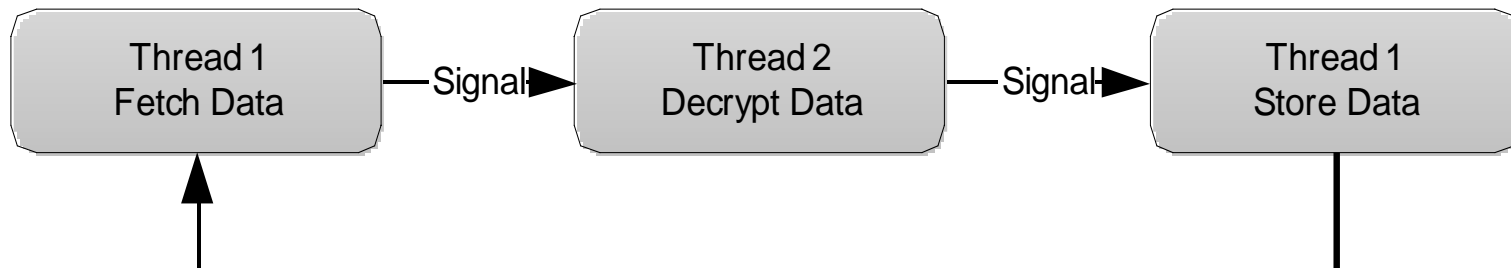 Thread 1
Fetch Data
Signal
Thread 2
Decrypt Data
Signal
Thread 1
Store Data